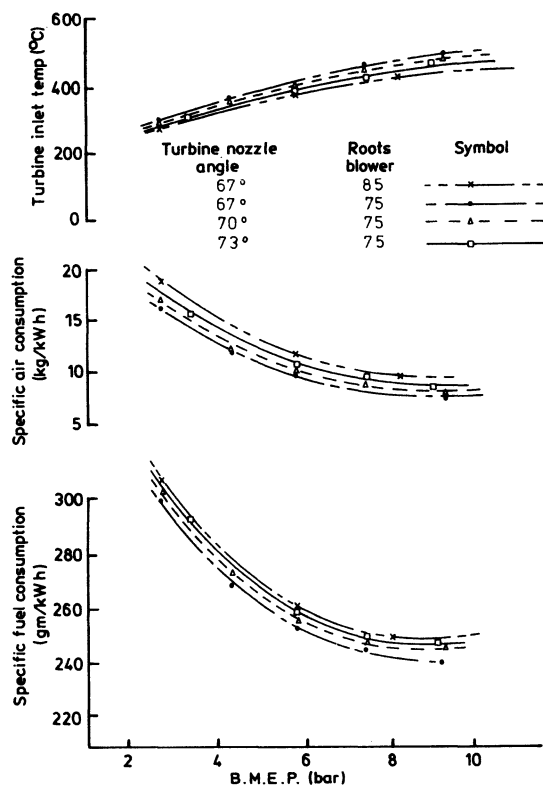 Turbine inlet temp (°C)
600
400
200
0
Turbine nozzle angle
Roots blower
Symbol
67°
85
67°
75
70°
75
73°
75
Specific air consumption
(kg/kWh)
20
15
10
5
Specific fuel consumption
(gm/kWh)
300
280
260
240
220
2
4
6
8
10
B.M.E.P. (bar)